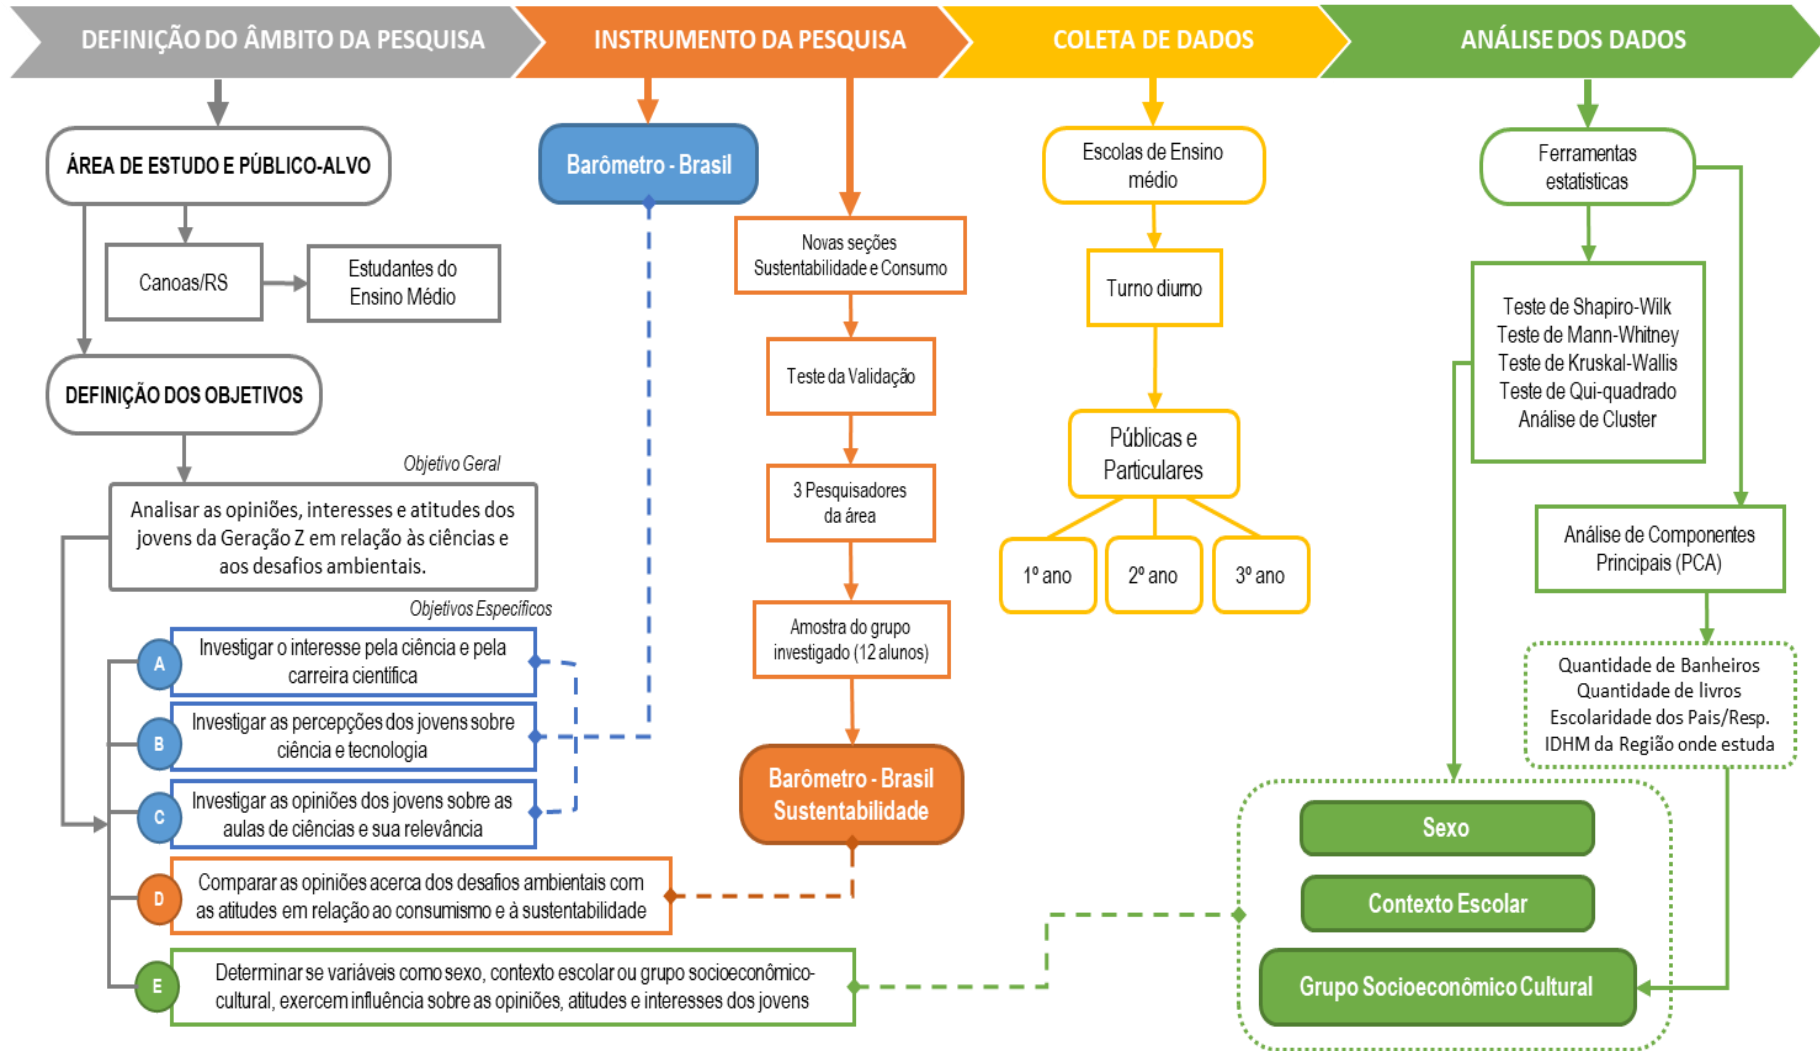 DEFINIÇÃO DO ÂMBITO DA PESQUISA
INSTRUMENTO DA PESQUISA
COLETA DE DADOS
ANÁLISE DOS DADOS
ÁREA DE ESTUDO E PÚBLICO-ALVO
Canoas/RS
Estudantes do
Ensino Médio
DEFINIÇÃO DOS OBJETIVOS
Objetivo Geral
Analisar as opiniões, interesses e atitudes dos
jovens da Geração Z em relação às ciências e
aos desafios ambientais.
Objetivos Específicos
A
Investigar o interesse pela ciência e pela
carreira científica
B
Investigar as percepções dos jovens sobre
ciência e tecnologia
C
Investigar as opiniões dos jovens sobre as
aulas de ciências e sua relevância
D
Comparar as opiniões acerca dos desafios ambientais com
as atitudes em relação ao consumismo e à sustentabilidade
E
Determinar se variáveis como sexo, contexto escolar ou grupo socioeconômico-
cultural, exercem influência sobre as opiniões, atitudes e interesses dos jovens
Barômetro - Brasil
Novas seções
Sustentabilidade e Consumo
Teste da Validação
3 Pesquisadores
da área
Amostra do grupo
investigado (12 alunos)
Barômetro - Brasil
Sustentabilidade
Escolas de Ensino
médio
Turno diurno
Públicas e
Particulares
1º ano
2º ano
3º ano
Ferramentas
estatisticas
Teste de Shapiro-Wilk
Teste de Mann-Whitney
Teste de Kruskal-Wallis
Teste de Qui-quadrado
Análise de Cluster
Análise de Componentes
Principais (PCA)
Quantidade de Banheiros
Quantidade de livros
Escolaridade dos Pais/Resp.
IDHM da Região onde estuda
Sexo
Contexto Escolar
Grupo Socioeconômico Cultural